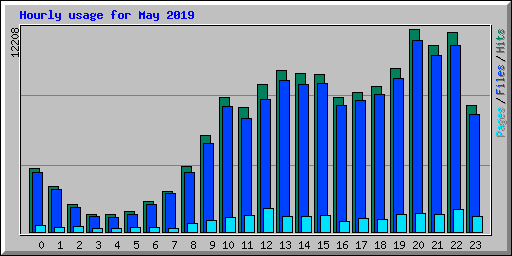 Hourly usage for May 2019
12208
Pages/Files/Hits
0 1 2 3 4 5 6 7 8 9 10 11 12 13 14 15 16 17 18 19 20 21 22 23